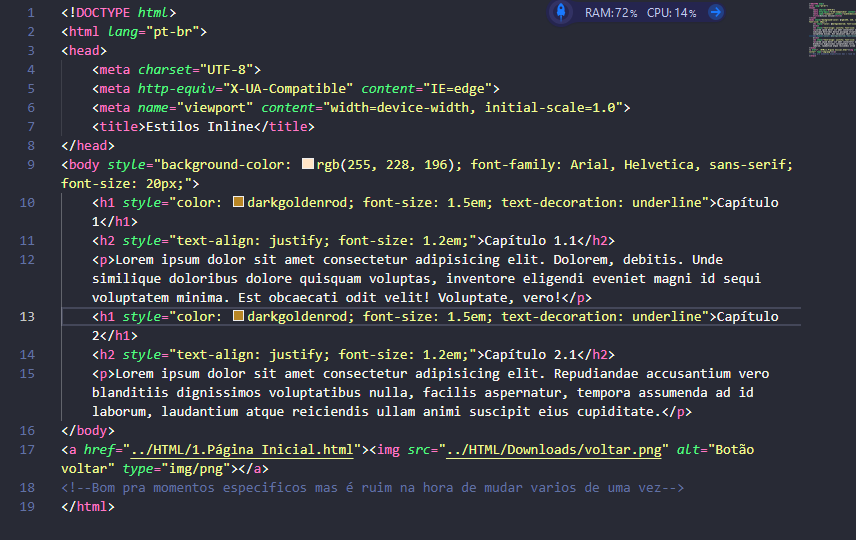 RAM:72% CPU: 14%
1 <!DOCTYPE html>
2 <html lang="pt-br">
3 <head>
4 <meta charset="UTF-8">
5 <meta http-equiv="X-UA-Compatible" content="IE=edge">
6 <meta name="viewport" content="width=device-width, initial-scale=1.0">
7 <title>Estilos Inline</title>
8 </head>
9 <body style="background-color: rgb(255, 228, 196); font-family: Arial, Helvetica, sans-serif;
font-size: 20px;">
10 <h1 style="color: darkgoldenrod; font-size: 1.5em; text-decoration: underline">Capítulo
1</h1>
11 <h2 style="text-align: justify; font-size: 1.2em;">Capítulo 1.1</h2>
12 <p>Lorem ipsum dolor sit amet consectetur adipisicing elit. Dolorem, debitis. Unde
similique doloribus dolore quisquam voluptas, inventore eligendi eveniet magni id sequi
voluptatem minima. Est obcaecati odit velit! Voluptate, vero!</p>
13 <h1 style="color: darkgoldenrod; font-size: 1.5em; text-decoration: underline">Capítulo
2</h1>
14 <h2 style="text-align: justify; font-size: 1.2em;">Capítulo 2.1</h2>
15 <p>Lorem ipsum dolor sit amet consectetur adipisicing elit. Repudiandae accusantium vero
blanditiis dignissimos voluptatibus nulla, facilis aspernatur, tempora assumenda ad id
laborum, laudantium atque reiciendis ullam animi suscipit eius cupiditate.</p>
16 </body>
17 <a href="../HTML/1.Página Inicial.html"><img src="../HTML/Downloads/voltar.png" alt="Botão
voltar" type="img/png"></a>
18 <!--Bom pra momentos especificos mas é ruim na hora de mudar varios de uma vez-->
19 </html>